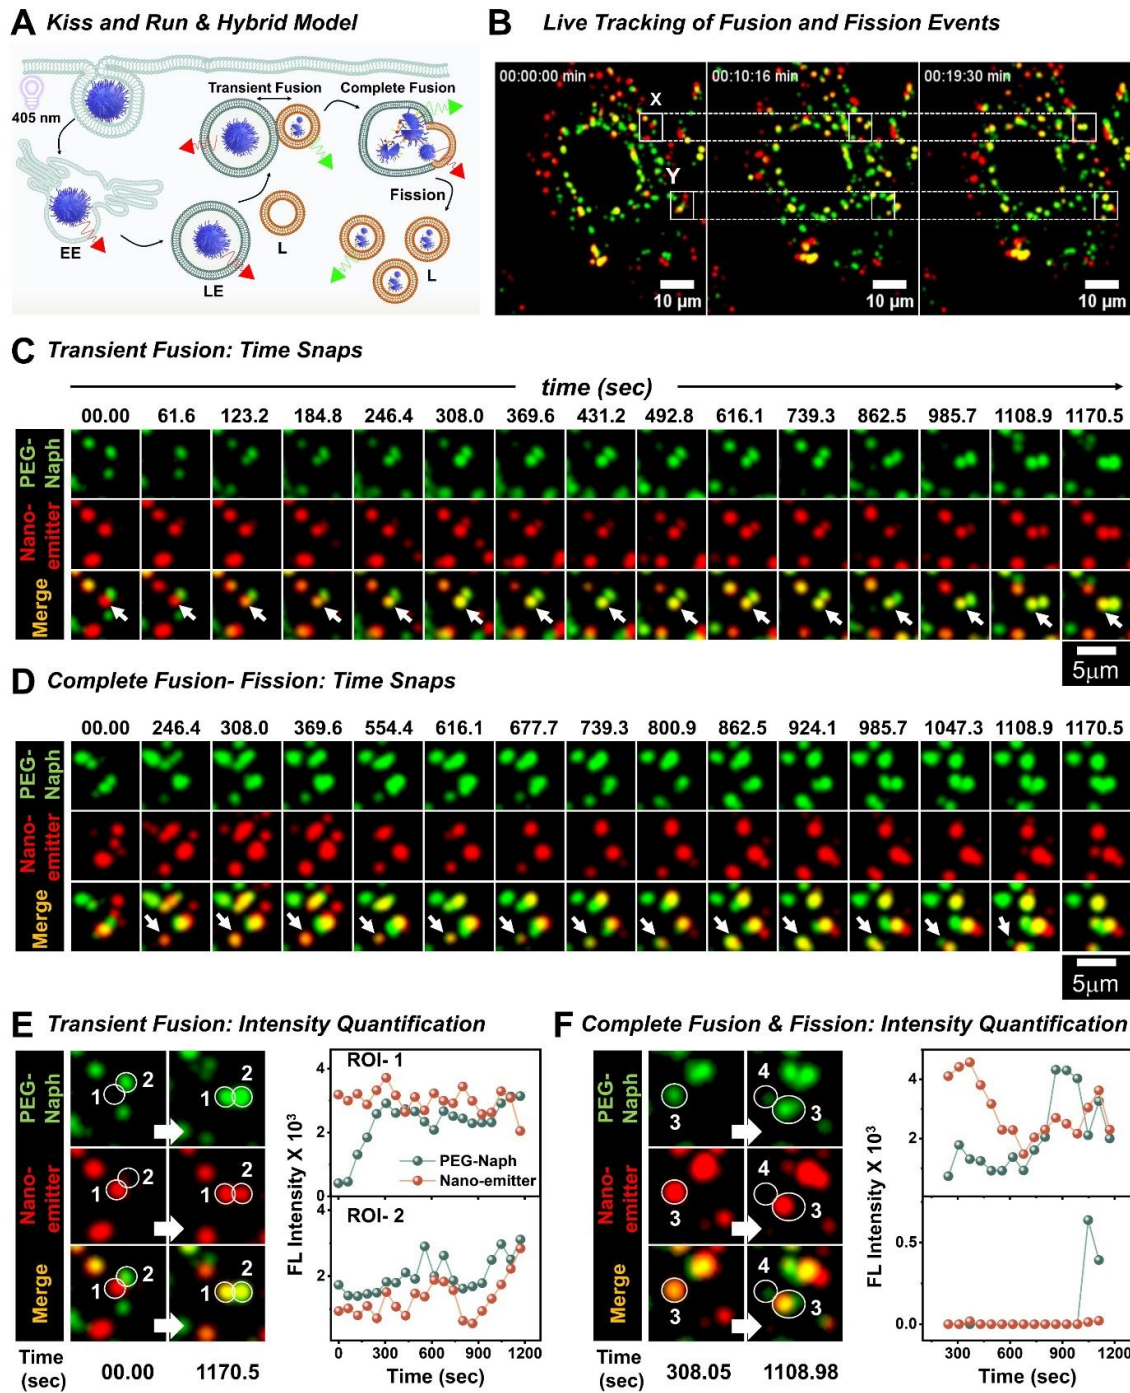 A Kiss and Run & Hybrid Model
405 nm
Transient Fusion
Complete Fusion
Fission
EE
LE
L
L
B Live Tracking of Fusion and Fission Events
00:00:00 min
00:10:16 min
00:19:30 min
X
Y
10 µm
10 µm
10 µm
C Transient Fusion: Time Snaps
time (sec)
00.00 61.6 123.2 184.8 246.4 308.0 369.6 431.2 492.8 616.1 739.3 862.5 985.7 1108.9 1170.5
PEG-
Naph
Nano-
emitter
Merge
5µm
D Complete Fusion- Fission: Time Snaps
00.00 246.4 308.0 369.6 554.4 616.1 677.7 739.3 800.9 862.5 924.1 985.7 1047.3 1108.9 1170.5
PEG-
Naph
Nano-
emitter
Merge
5µm
E Transient Fusion: Intensity Quantification
PEG-
Naph
1 2
1 2
Nano-
emitter
1 2
1 2
Merge
1 2
1 2
Time
(sec)
00.00 1170.5
FL Intensity X 10³
ROI- 1
4
2
0
PEG-Naph
Nano-emitter
ROI- 2
4
2
0 300 600 900 1200
Time (sec)
F Complete Fusion & Fission: Intensity Quantification
PEG-
Naph
3
4 3
Nano-
emitter
3
4 3
Merge
3
4 3
Time
(sec)
308.05 1108.98
FL Intensity X 10³
4
2
0
0.5
0.0
300 600 900 1200
Time (sec)